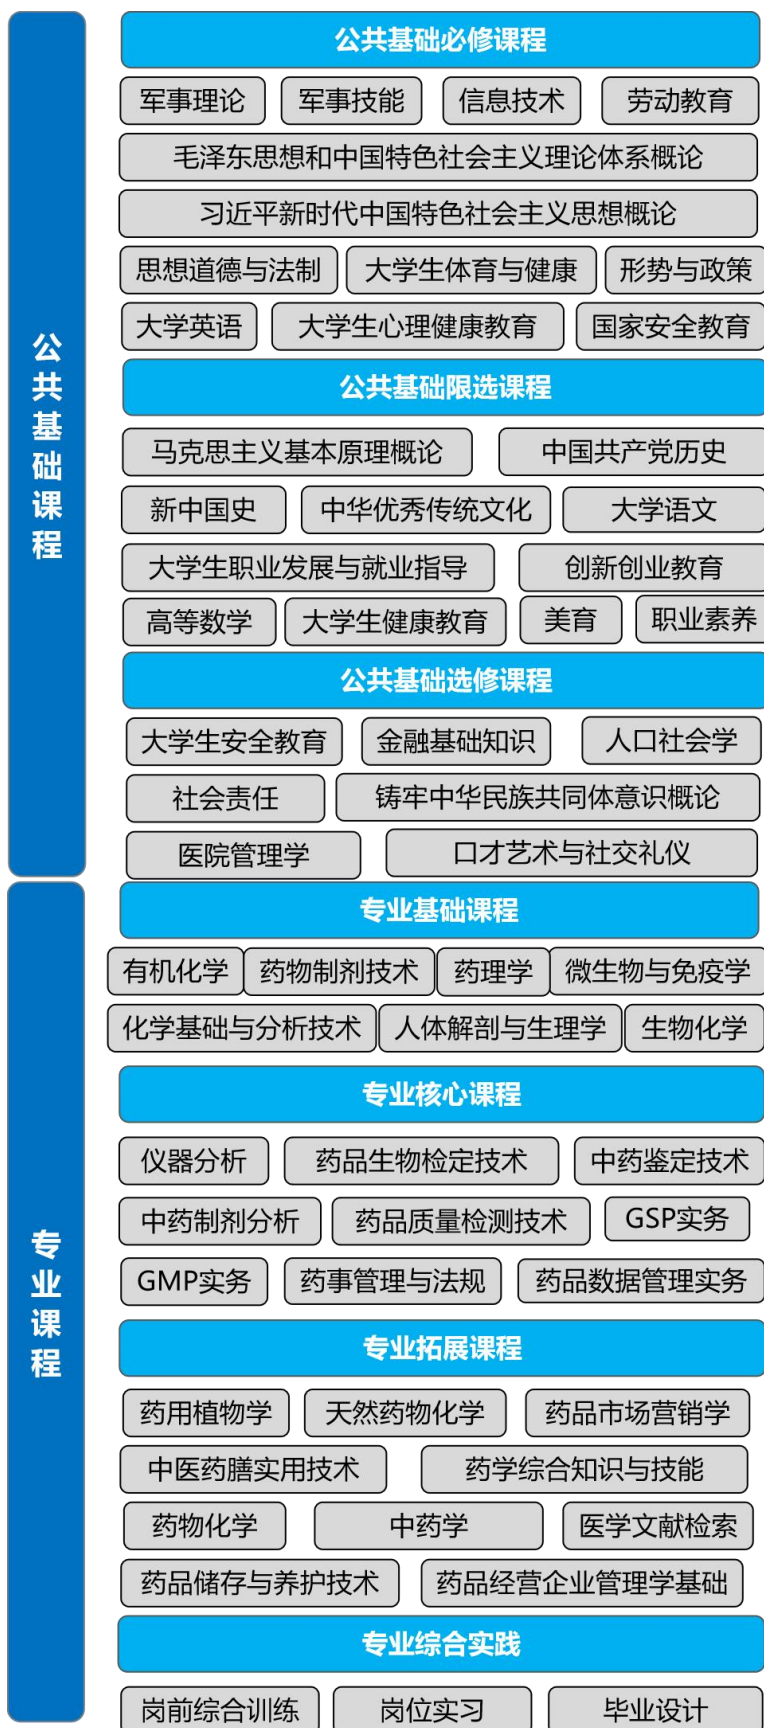 公共基础课程
公共基础必修课程
军事理论 军事技能 信息技术 劳动教育
毛泽东思想和中国特色社会主义理论体系概论
习近平新时代中国特色社会主义思想概论
思想道德与法制 大学生体育与健康 形势与政策
大学英语 大学生心理健康教育 国家安全教育
公共基础限选课程
马克思主义基本原理概论 中国共产党历史
新中国史 中华优秀传统文化 大学语文
大学生职业发展与就业指导 创新创业教育
高等数学 大学生健康教育 美育 职业素养
公共基础选修课程
大学生安全教育 金融基础知识 人口社会学
社会责任 铸牢中华民族共同体意识概论
医院管理学 口才艺术与社交礼仪
专业课程
专业基础课程
有机化学 药物制剂技术 药理学 微生物与免疫学
化学基础与分析技术 人体解剖与生理学 生物化学
专业核心课程
仪器分析 药品生物检定技术 中药鉴定技术
中药制剂分析 药品质量检测技术 GSP实务
GMP实务 药事管理与法规 药品数据管理实务
专业拓展课程
药用植物学 天然药物化学 药品市场营销学
中医药膳实用技术 药学综合知识与技能
药物化学 中药学 医学文献检索
药品储存与养护技术 药品经营企业管理学基础
专业综合实践
岗前综合训练 岗位实习 毕业设计